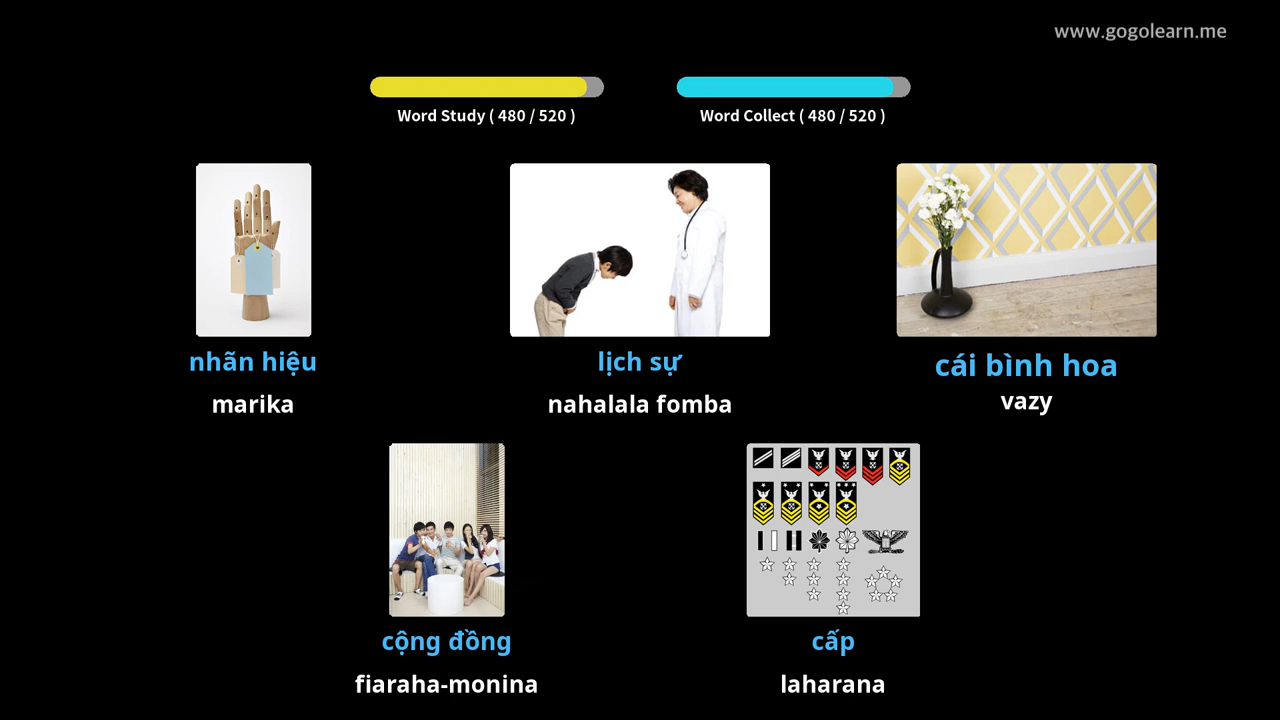 www.gogolearn.me
Word Study ( 480 / 520 )
Word Collect ( 480 / 520 )
nhãn hiệu
marika
lịch sự
nahalala fomba
cái bình hoa
vazy
cộng đồng
fiaraha-monina
cấp
laharana